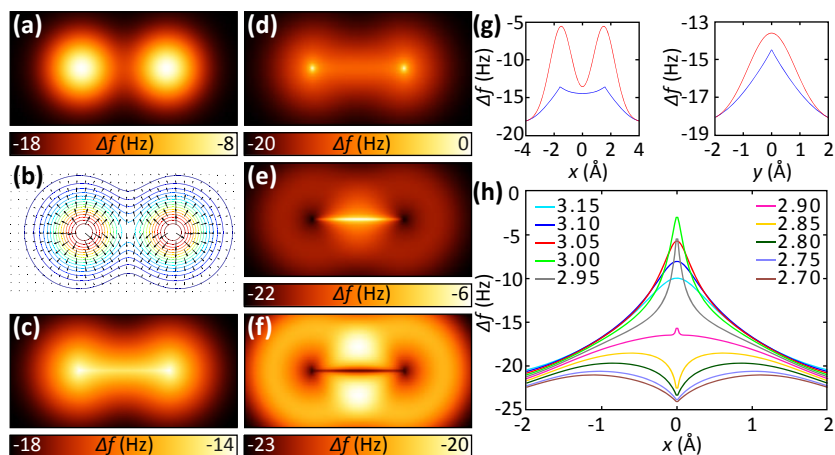 (a)
-18 Δf (Hz) -8
(b)
(c)
-18 Δf (Hz) -14
(d)
-20 Δf (Hz) 0
(e)
-22 Δf (Hz) -6
(f)
-23 Δf (Hz) -20
(g)
-5
-10
-15
-20
Δf (Hz)
-4 -2 0 2 4
x (Å)
-13
-15
-17
-19
Δf (Hz)
-2 -1 0 1 2
y (Å)
(h)
0
-5
-10
-15
-20
-25
Δf (Hz)
3.15
3.10
3.05
3.00
2.95
2.90
2.85
2.80
2.75
2.70
-2 -1 0 1 2
x (Å)